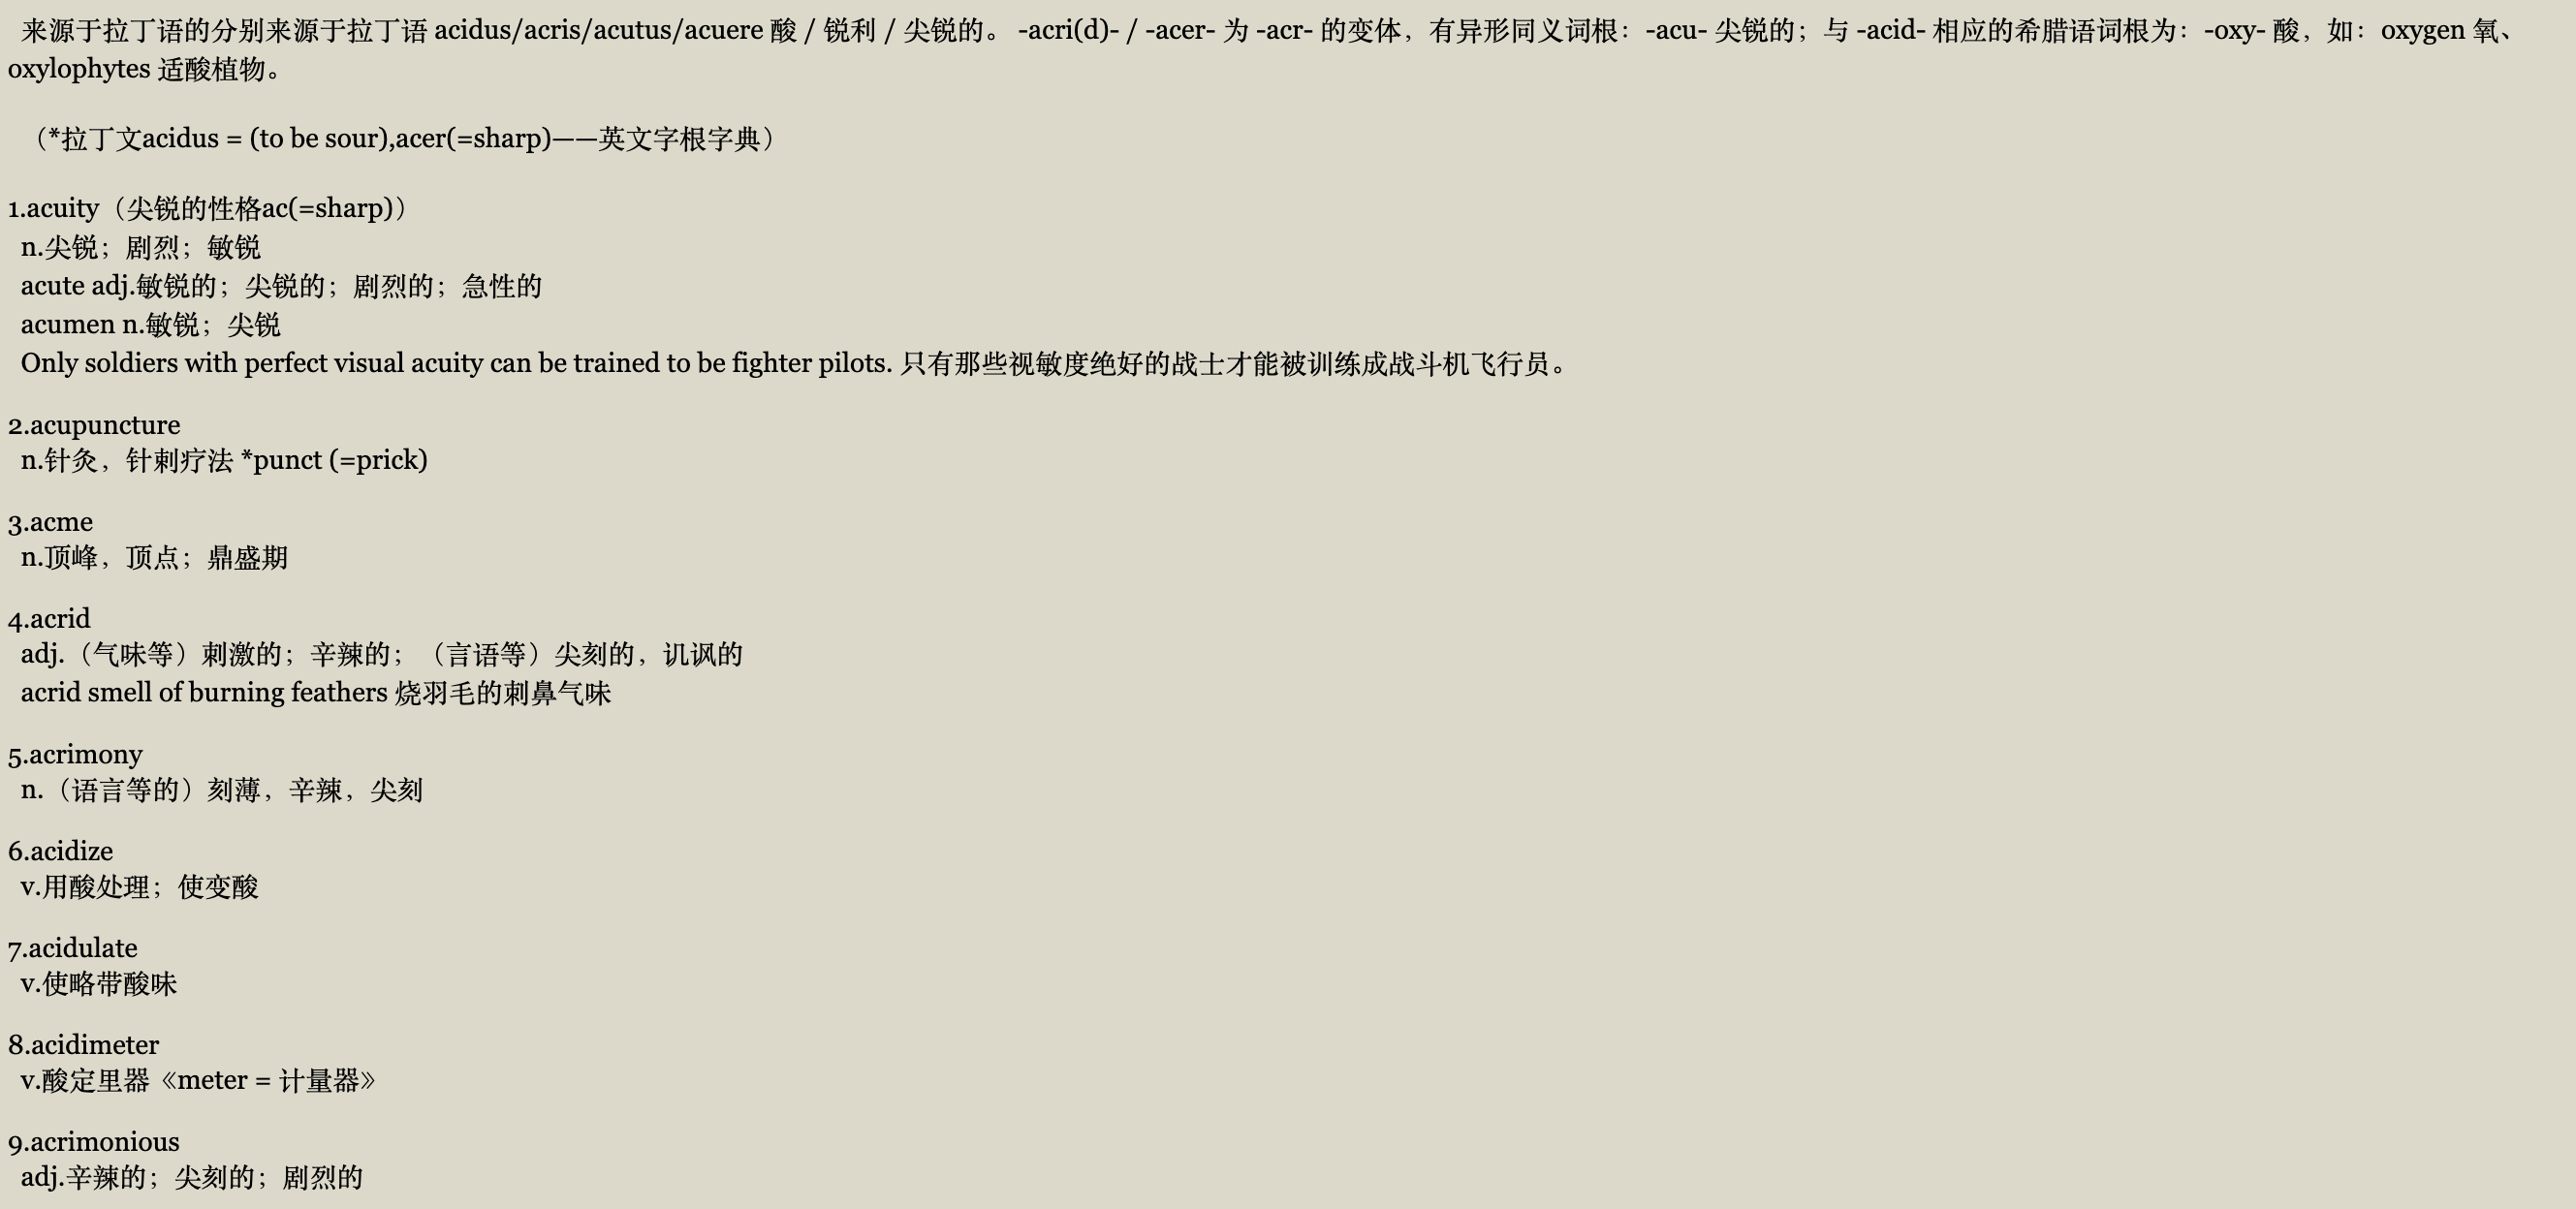 来源于拉丁语的分别来源于拉丁语 acidus/acris/acutus/acuere 酸 / 锐利 / 尖锐的。 -acri(d)- / -acer- 为 -acr- 的变体，有异形同义词根：-acu- 尖锐的；与 -acid- 相应的希腊语词根为：-oxy- 酸，如：oxygen 氧、
oxylophytes 适酸植物。
（*拉丁文acidus = (to be sour),acer(=sharp)——英文字根字典）
1.acuity（尖锐的性格ac(=sharp)）
n.尖锐；剧烈；敏锐
acute adj.敏锐的；尖锐的；剧烈的；急性的
acumen n.敏锐；尖锐
Only soldiers with perfect visual acuity can be trained to be fighter pilots. 只有那些视敏度绝好的战士才能被训练成战斗机飞行员。
2.acupuncture
n.针灸，针刺疗法 *punct (=prick)
3.acme
n.顶峰，顶点；鼎盛期
4.acrid
adj.（气味等）刺激的；辛辣的；（言语等）尖刻的，讥讽的
acrid smell of burning feathers 烧羽毛的刺鼻气味
5.acrimony
n.（语言等的）刻薄，辛辣，尖刻
6.acidize
v.用酸处理；使变酸
7.acidulate
v.使略带酸味
8.acidimeter
v.酸定里器《meter = 计量器》
9.acrimonious
adj.辛辣的；尖刻的；剧烈的